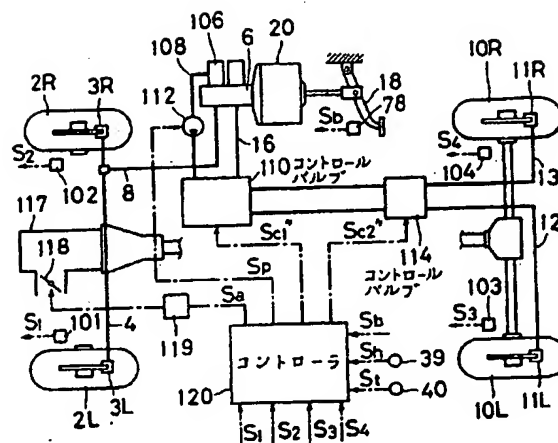 106
6
20
108
2R
3R
112
18
78
Sb
10R
11R
S2
102
8
16
S4
104
13
110
コントロール
バルブ
117
118
Sc1"
Sc2"
114
コントロール
バルブ
12
Sp
Sa
S1
101
4
119
S3
103
Sb
Sh
39
St
40
コントローラ
120
3L
2L
10L
11L
S1
S2
S3
S4